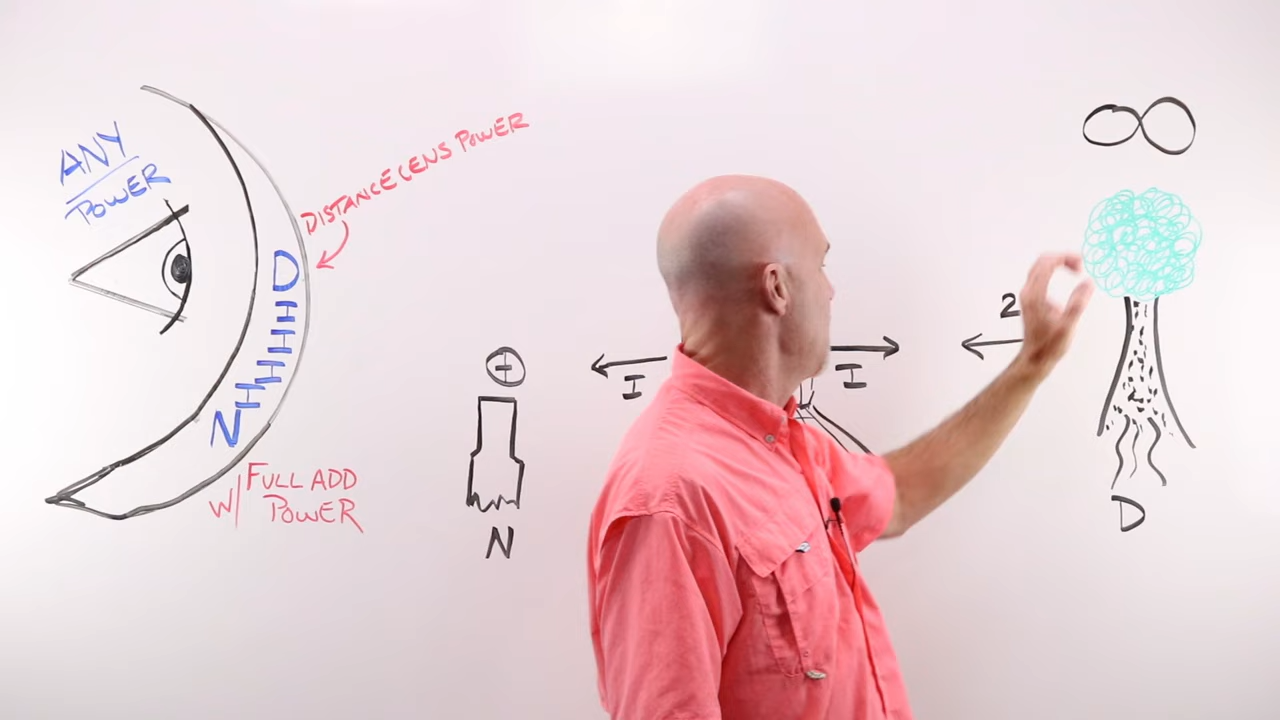 ANY
POWER
DISTANCE LENS POWER
D
I
I
I
I
N
W/ FULL ADD
POWER
+
N
I
I
2
∞
D